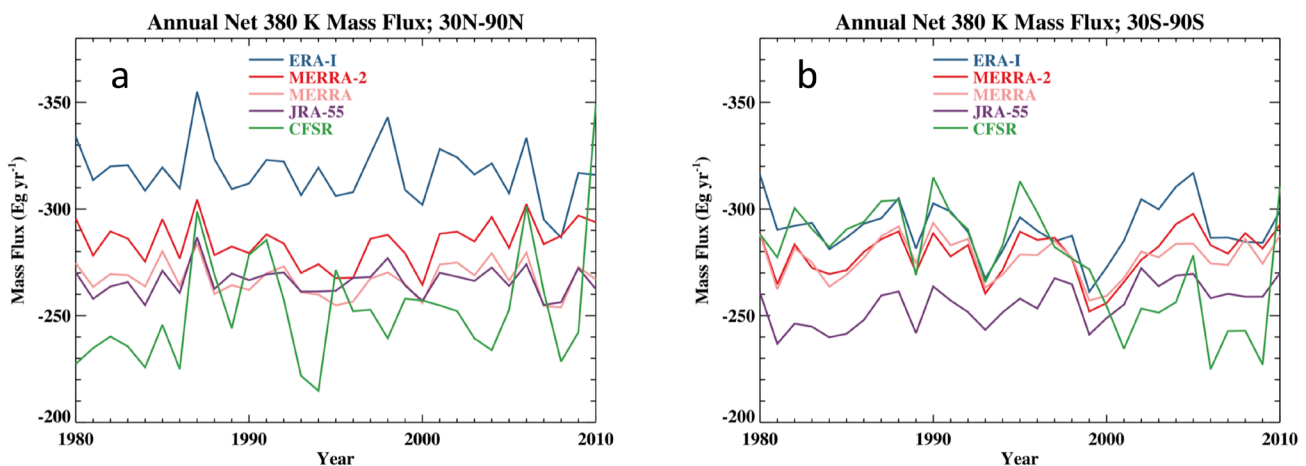 Annual Net 380 K Mass Flux; 30N-90N
a
ERA-I
MERRA-2
MERRA
JRA-55
CFSR
Mass Flux (Eg yr-1)
-350
-300
-250
-200
1980
1990
2000
2010
Year
Annual Net 380 K Mass Flux; 30S-90S
b
ERA-I
MERRA-2
MERRA
JRA-55
CFSR
Mass Flux (Eg yr-1)
-350
-300
-250
-200
1980
1990
2000
2010
Year